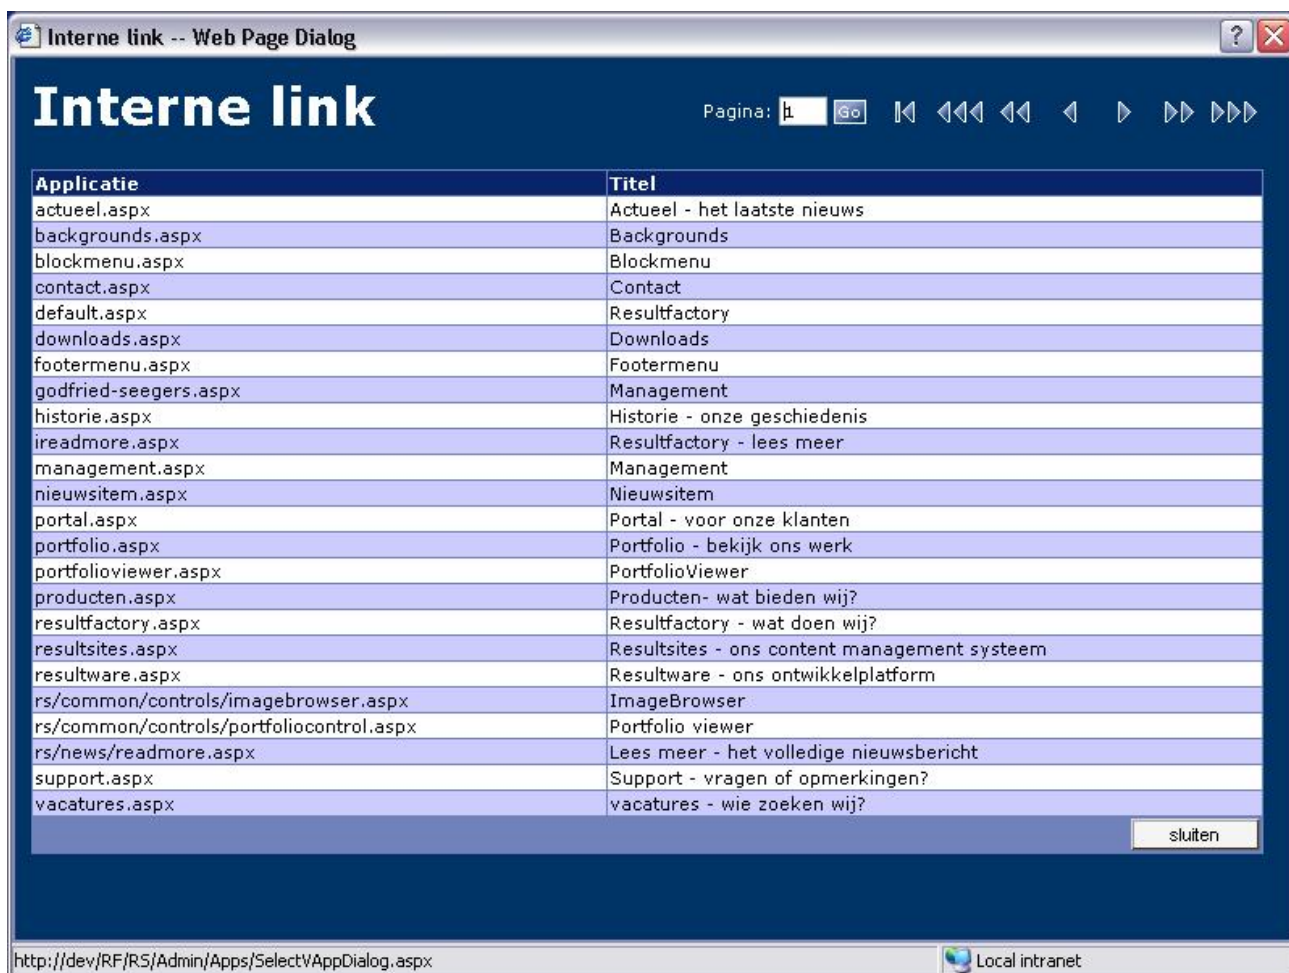 Interne link -- Web Page Dialog
Interne link
Pagina: 1 Go
Applicatie Titel
actueel.aspx Actueel - het laatste nieuws
backgrounds.aspx Backgrounds
blockmenu.aspx Blockmenu
contact.aspx Contact
default.aspx Resultfactory
downloads.aspx Downloads
footermenu.aspx Footermenu
godfried-seegers.aspx Management
historie.aspx Historie - onze geschiedenis
ireadmore.aspx Resultfactory - lees meer
management.aspx Management
nieuwsitem.aspx Nieuwsitem
portal.aspx Portal - voor onze klanten
portfolio.aspx Portfolio - bekijk ons werk
portfolioviewer.aspx PortfolioViewer
producten.aspx Producten- wat bieden wij?
resultfactory.aspx Resultfactory - wat doen wij?
resultsites.aspx Resultsites - ons content management systeem
resultware.aspx Resultware - ons ontwikkelplatform
rs/common/controls/imagebrowser.aspx ImageBrowser
rs/common/controls/portfoliocontrol.aspx Portfolio viewer
rs/news/readmore.aspx Lees meer - het volledige nieuwsbericht
support.aspx Support - vragen of opmerkingen?
vacatures.aspx vacatures - wie zoeken wij?
sluiten
http://dev/RF/RS/Admin/Apps/SelectVAppDialog.aspx Local intranet